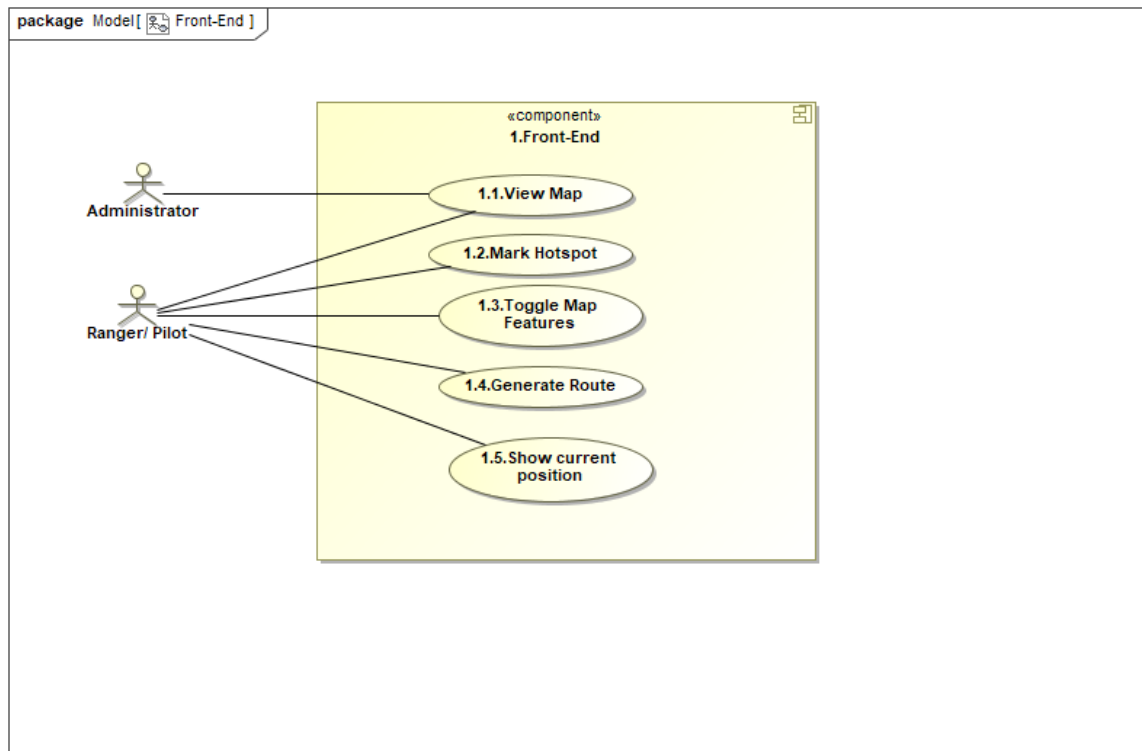 package Model[ Front-End ]
«component»
1.Front-End
Administrator
1.1.View Map
1.2.Mark Hotspot
Ranger/ Pilot
1.3.Toggle Map
Features
1.4.Generate Route
1.5.Show current
position